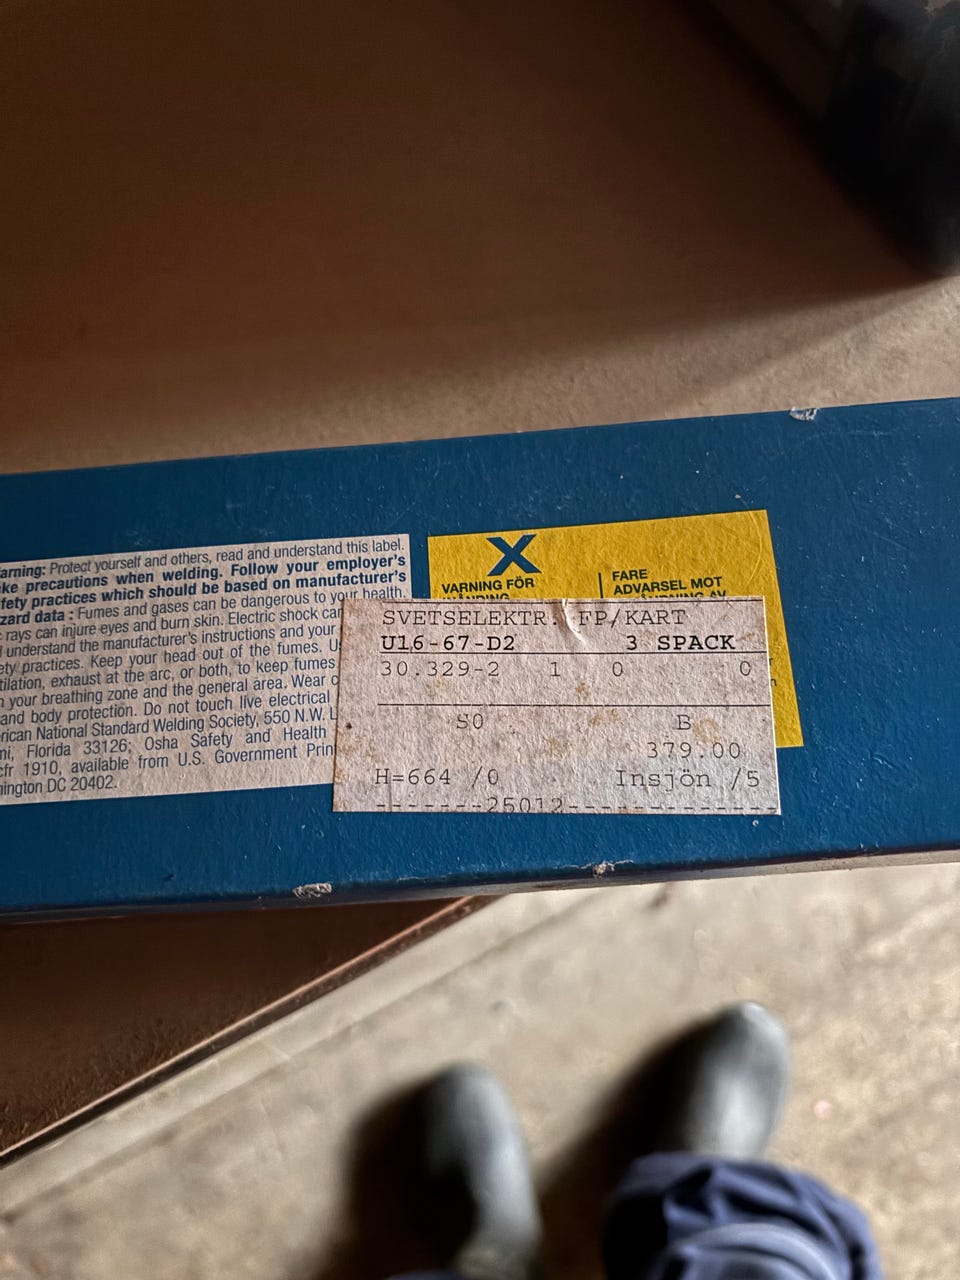 arning: Protect yourself and others, read and understand this label.
ke precautions when welding. Follow your employer's
fety practices which should be based on manufacturer's
zard data : Fumes and gases can be dangerous to your health.
rays can injure eyes and burn skin. Electric shock can
l understand the manufacturer's instructions and your
ety practices. Keep your head out of the fumes. U
tilation, exhaust at the arc, or both, to keep fumes
n your breathing zone and the general area. Wear c
and body protection. Do not touch live electrical
rican National Standard Welding Society, 550 N.W. L
mi, Florida 33126; Osha Safety and Health
cfr 1910, available from U.S. Government Prin
hington DC 20402.
X
VARNING FÖR
FARE
ADVARSEL MOT
SVETSELEKTR. FP/KART
U16-67-D2 3 SPACK
30.329-2 1 0 0
S0 B
379.00
H=664 /0 Insjön /5
-------25012-------------